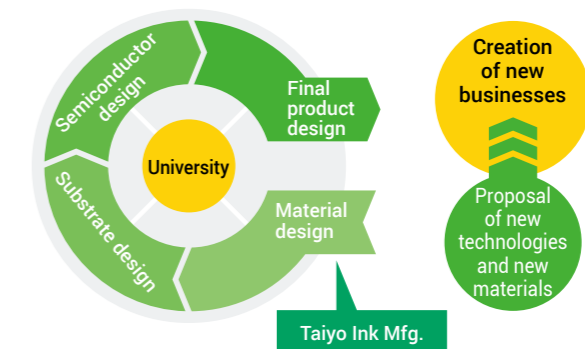 Semiconductor
design
Final
product
design
University
Substrate design
Material
design
Taiyo Ink Mfg.
Creation
of new
businesses
Proposal
of new
technologies
and new
materials